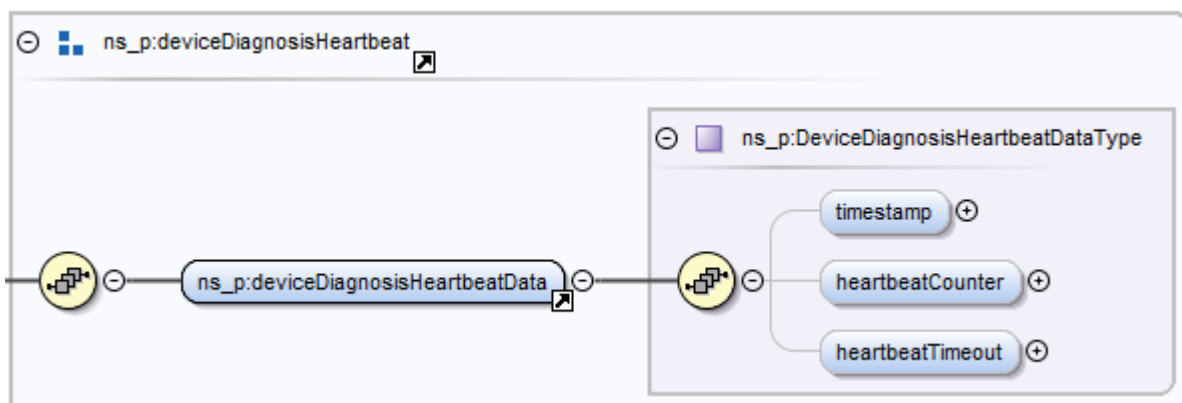 ns_p:deviceDiagnosisHeartbeat
ns_p:DeviceDiagnosisHeartbeatDataType
timestamp
ns_p:deviceDiagnosisHeartbeatData
heartbeatCounter
heartbeatTimeout